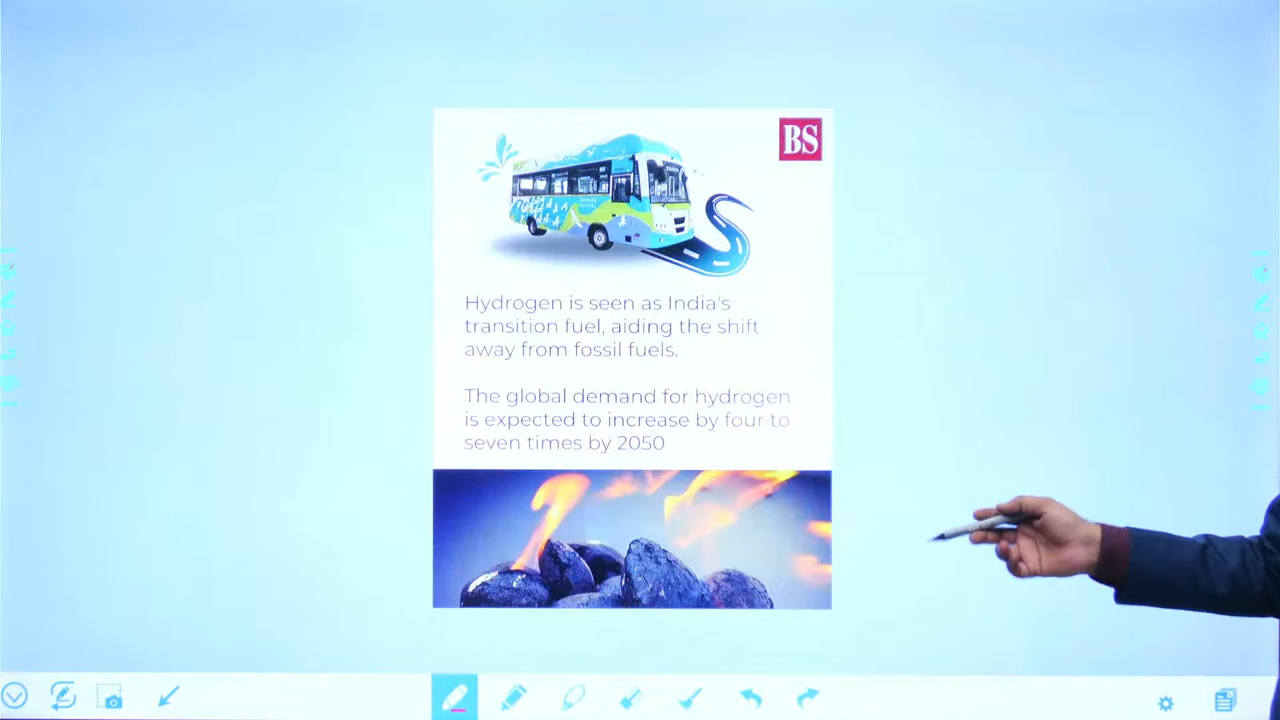 BS
Hydrogen is seen as India's
transition fuel, aiding the shift
away from fossil fuels.
The global demand for hydrogen
is expected to increase by four to
seven times by 2050